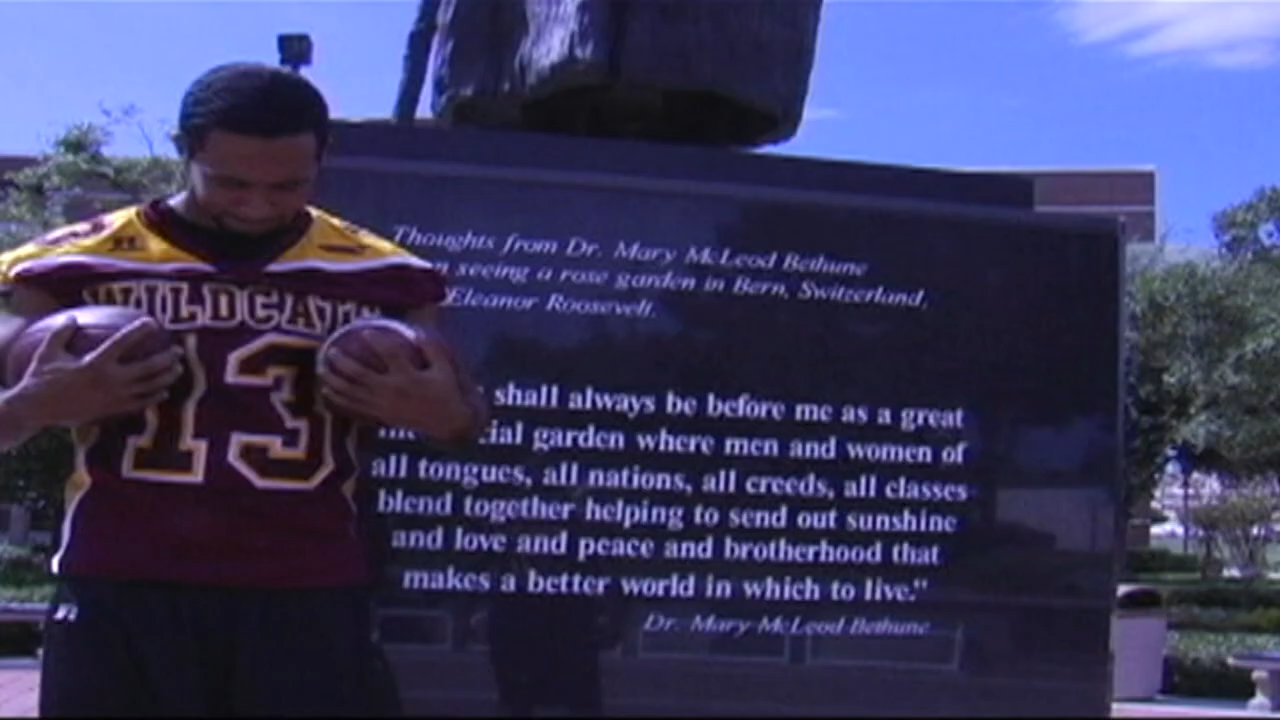 Thoughts from Dr. Mary McLeod Bethune
seeing a rose garden in Bern, Switzerland,
Eleanor Roosevelt.
WILDCATS
13
shall always be before me as a great
garden where men and women of
all tongues, all nations, all creeds, all classes
blend together helping to send out sunshine
and love and peace and brotherhood that
makes a better world in which to live."
Dr. Mary McLeod Bethune